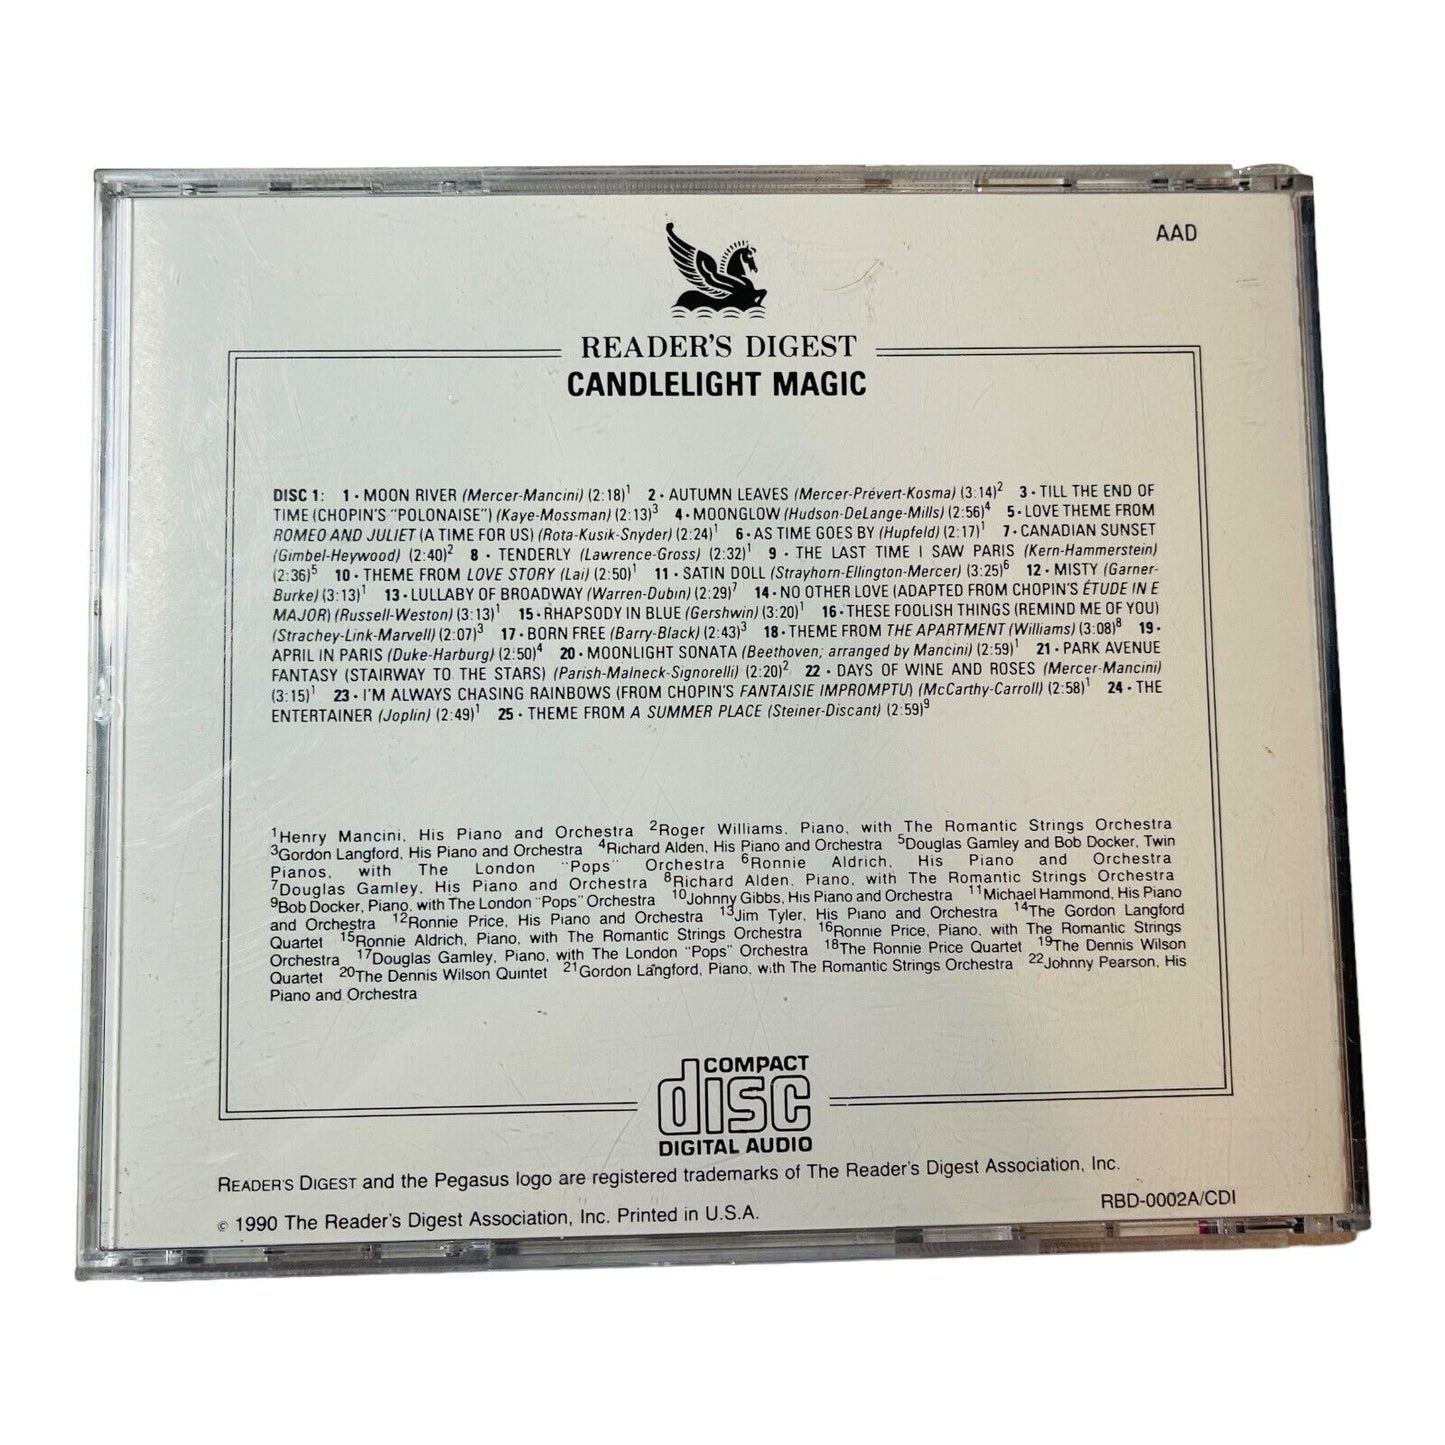 AAD
READER'S DIGEST
CANDLELIGHT MAGIC
DISC 1: 1 • MOON RIVER (Mercer-Mancini) (2:18)1 2 • AUTUMN LEAVES (Mercer-Prévert-Kosma) (3:14)2 3 • TILL THE END OF
TIME (CHOPIN'S "POLONAISE") (Kaye-Mossman) (2:13)3 4 • MOONGLOW (Hudson-DeLange-Mills) (2:56)4 5 • LOVE THEME FROM
ROMEO AND JULIET (A TIME FOR US) (Rota-Kusik-Snyder) (2:24)1 6 • AS TIME GOES BY (Hupfeld) (2:17)1 7 • CANADIAN SUNSET
(Gimbel-Heywood) (2:40)2 8 • TENDERLY (Lawrence-Gross) (2:32)1 9 • THE LAST TIME I SAW PARIS (Kern-Hammerstein)
(2:36)5 10 • THEME FROM LOVE STORY (Lai) (2:50)1 11 • SATIN DOLL (Strayhorn-Ellington-Mercer) (3:25)6 12 • MISTY (Garner-
Burke) (3:13)1 13 • LULLABY OF BROADWAY (Warren-Dubin) (2:29)7 14 • NO OTHER LOVE (ADAPTED FROM CHOPIN'S ÉTUDE IN E
MAJOR) (Russell-Weston) (3:13)1 15 • RHAPSODY IN BLUE (Gershwin) (3:20)1 16 • THESE FOOLISH THINGS (REMIND ME OF YOU)
(Strachey-Link-Marvell) (2:07)3 17 • BORN FREE (Barry-Black) (2:43)3 18 • THEME FROM THE APARTMENT (Williams) (3:08)8 19 •
APRIL IN PARIS (Duke-Harburg) (2:50)4 20 • MOONLIGHT SONATA (Beethoven; arranged by Mancini) (2:59)1 21 • PARK AVENUE
FANTASY (STAIRWAY TO THE STARS) (Parish-Malneck-Signorelli) (2:20)2 22 • DAYS OF WINE AND ROSES (Mercer-Mancini)
(3:15)1 23 • I'M ALWAYS CHASING RAINBOWS (FROM CHOPIN'S FANTAISIE IMPROMPTU) (McCarthy-Carroll) (2:58)1 24 • THE
ENTERTAINER (Joplin) (2:49)1 25 • THEME FROM A SUMMER PLACE (Steiner-Discant) (2:59)9
1Henry Mancini, His Piano and Orchestra 2Roger Williams, Piano, with The Romantic Strings Orchestra
3Gordon Langford, His Piano and Orchestra 4Richard Alden, His Piano and Orchestra 5Douglas Gamley and Bob Docker, Twin
Pianos, with The London "Pops" Orchestra 6Ronnie Aldrich, His Piano and Orchestra
7Douglas Gamley, His Piano and Orchestra 8Richard Alden, Piano, with The Romantic Strings Orchestra
9Bob Docker, Piano, with The London "Pops" Orchestra 10Johnny Gibbs, His Piano and Orchestra 11Michael Hammond, His Piano
and Orchestra 12Ronnie Price, His Piano and Orchestra 13Jim Tyler, His Piano and Orchestra 14The Gordon Langford
Quartet 15Ronnie Aldrich, Piano, with The Romantic Strings Orchestra 16Ronnie Price, Piano, with The Romantic Strings
Orchestra 17Douglas Gamley, Piano, with The London "Pops" Orchestra 18The Ronnie Price Quartet 19The Dennis Wilson
Quartet 20The Dennis Wilson Quintet 21Gordon Langford, Piano, with The Romantic Strings Orchestra 22Johnny Pearson, His
Piano and Orchestra
COMPACT
disc
DIGITAL AUDIO
READER'S DIGEST and the Pegasus logo are registered trademarks of The Reader's Digest Association, Inc.
© 1990 The Reader's Digest Association, Inc. Printed in U.S.A.
RBD-0002A/CDI